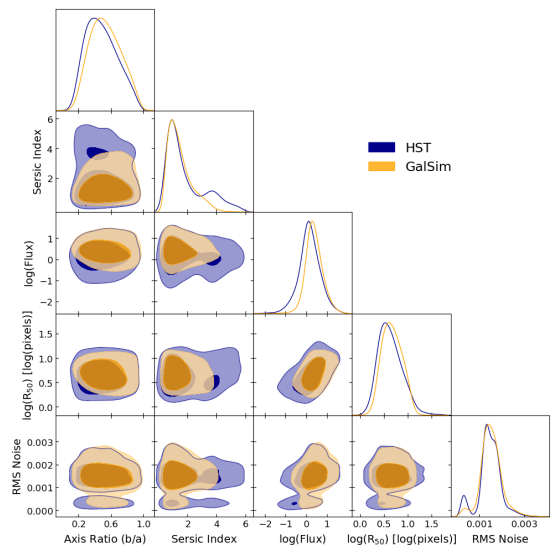 HST
GalSim
6
4
2
Sersic Index
1
0
−1
−2
log(Flux)
1.5
1.0
0.5
0.0
log(R50) [log(pixels)]
0.003
0.002
0.001
0.000
RMS Noise
0.2 0.6 1.0
0 2 4 6
−2 −1 0 1
0.0 0.5 1.0 1.5
0.001 0.003
Axis Ratio (b/a)
Sersic Index
log(Flux)
log(R50) [log(pixels)]
RMS Noise